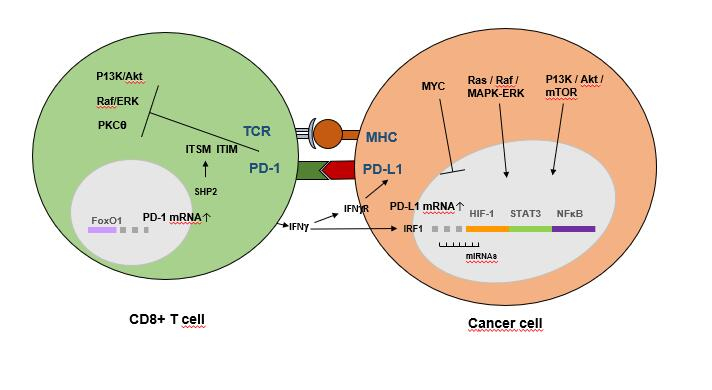 P13K/Akt
Raf/ERK
PKCθ
ITSM ITIM
SHP2
TCR
PD-1
FoxO1
PD-1 mRNA↑
CD8+ T cell
IFNγ
IFNγR
MHC
PD-L1
MYC
Ras / Raf /
MAPK-ERK
P13K / Akt /
mTOR
PD-L1 mRNA↑
IRF1
HIF-1
STAT3
NFκB
miRNAs
Cancer cell